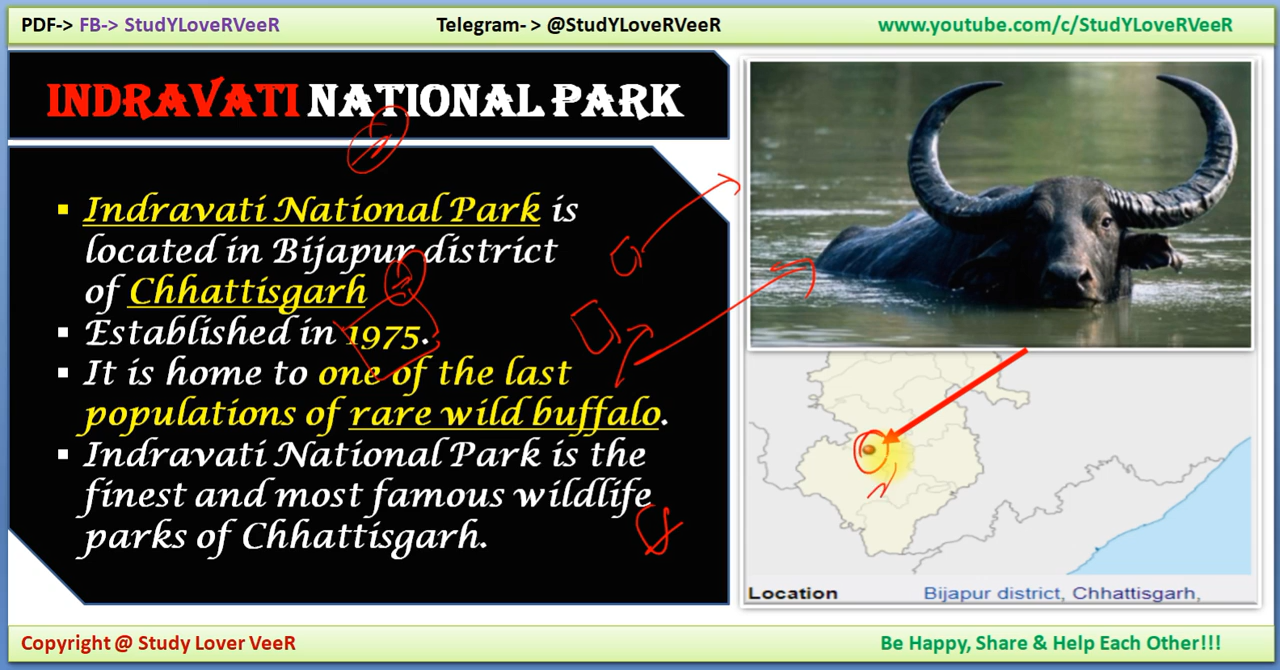 PDF-> FB-> StudYLoveRVeeR
Telegram- > @StudYLoveRVeeR
www.youtube.com/c/StudYLoveRVeeR
INDRAVATI NATIONAL PARK
▪ Indravati National Park is
located in Bijapur district
of Chhattisgarh
▪ Established in 1975.
▪ It is home to one of the last
populations of rare wild buffalo.
▪ Indravati National Park is the
finest and most famous wildlife
parks of Chhattisgarh.
Location Bijapur district, Chhattisgarh,
Copyright @ Study Lover VeeR
Be Happy, Share & Help Each Other!!!